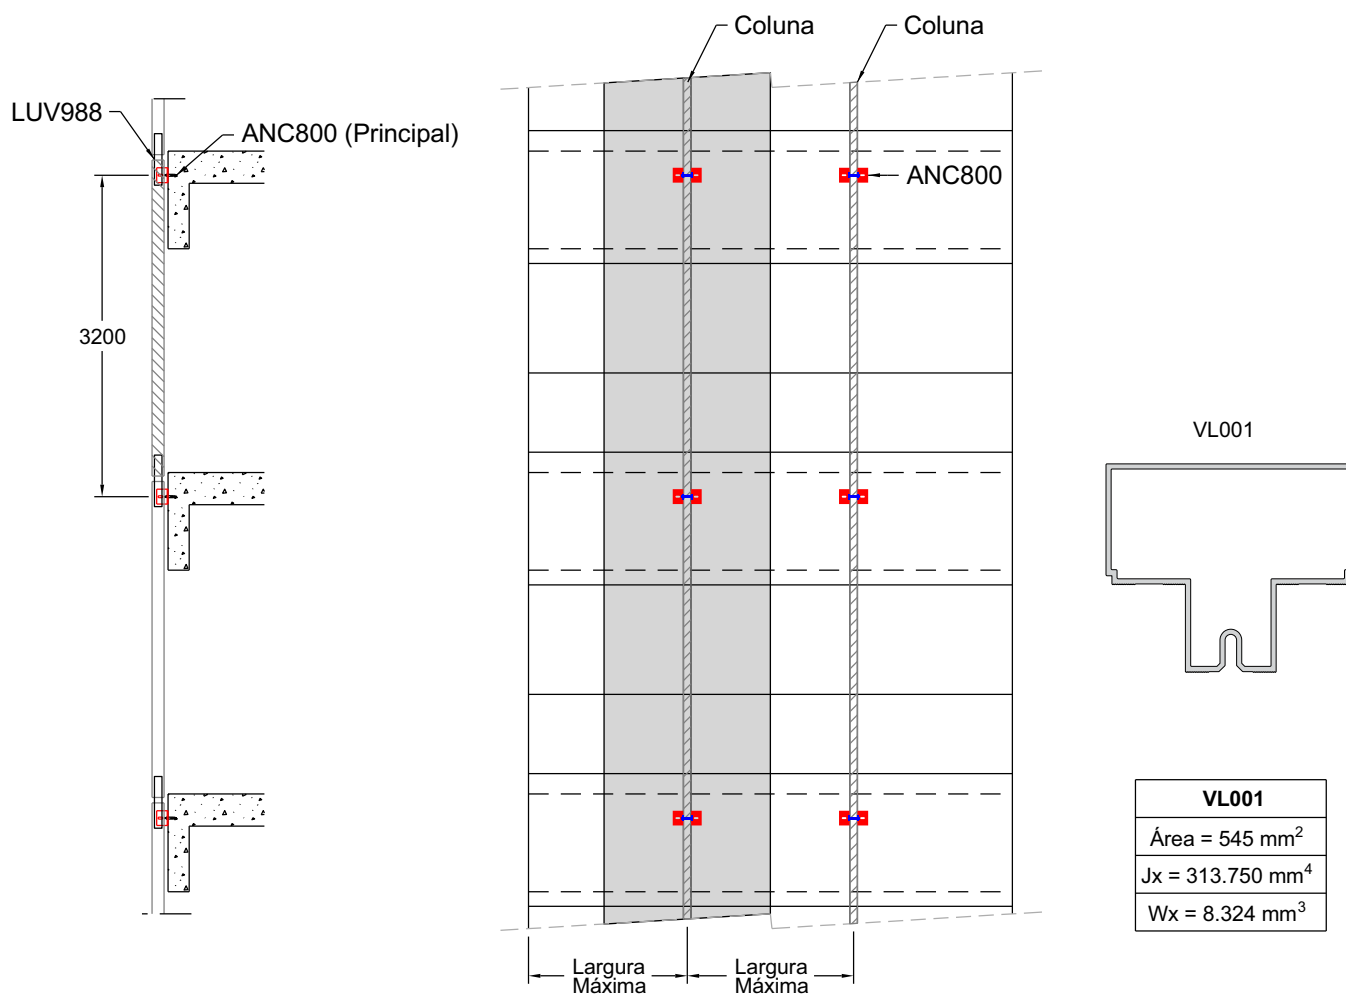 Coluna
Coluna
LUV988
ANC800 (Principal)
ANC800
3200
VL001
VL001
Área = 545 mm²
Jx = 313.750 mm⁴
Wx = 8.324 mm³
Largura
Máxima
Largura
Máxima